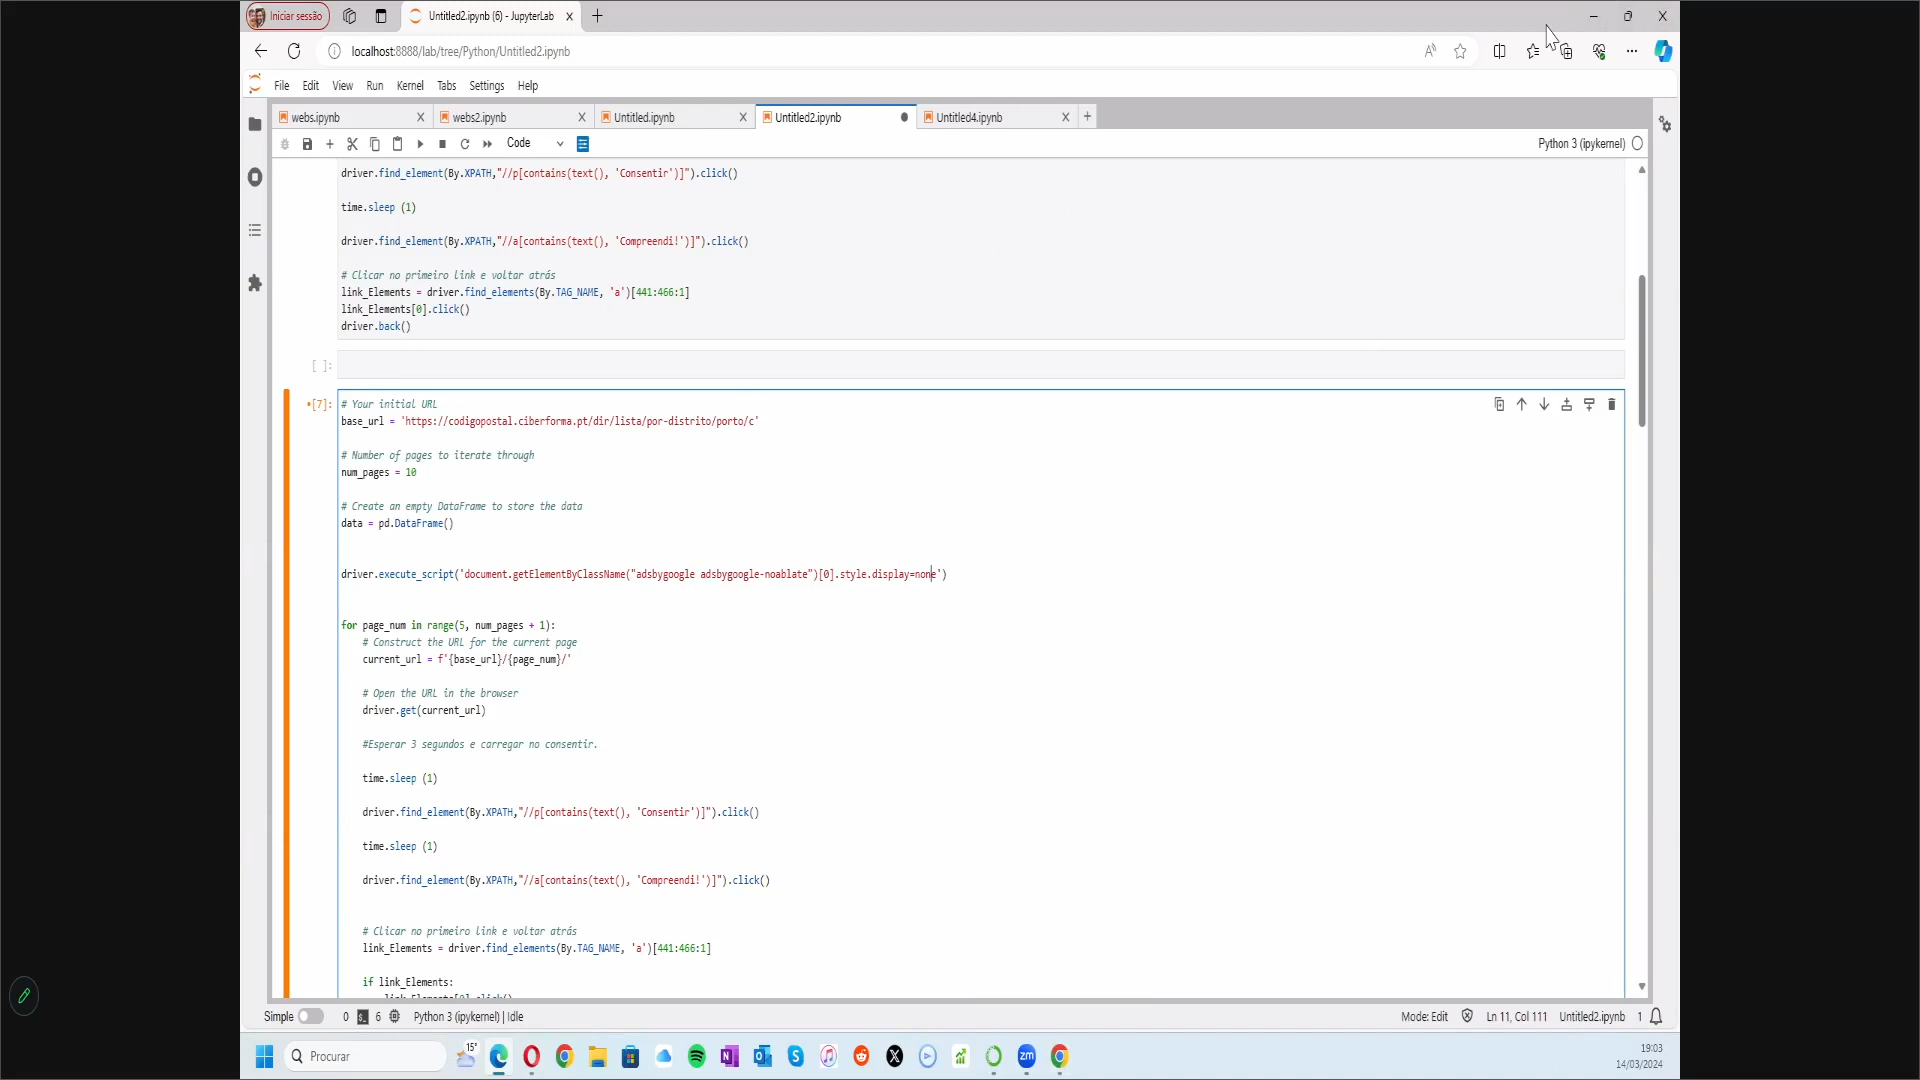 Iniciar sessão
Untitled2.ipynb (6) - JupyterLab
localhost:8888/lab/tree/Python/Untitled2.ipynb
File Edit View Run Kernel Tabs Settings Help
webs.ipynb
webs2.ipynb
Untitled.ipynb
Untitled2.ipynb
Untitled4.ipynb
Code
Python 3 (ipykernel)
driver.find_element(By.XPATH,"//p[contains(text(), 'Consentir')]").click()
time.sleep (1)
driver.find_element(By.XPATH,"//a[contains(text(), 'Compreendi!')]").click()
# Clicar no primeiro link e voltar atrás
link_Elements = driver.find_elements(By.TAG_NAME, 'a')[441:466:1]
link_Elements[0].click()
driver.back()
[ ]:
•[7]:
# Your initial URL
base_url = 'https://codigopostal.ciberforma.pt/dir/lista/por-distrito/porto/c'
# Number of pages to iterate through
num_pages = 10
# Create an empty DataFrame to store the data
data = pd.DataFrame()
driver.execute_script('document.getElementByClassName("adsbygoogle adsbygoogle-noablate")[0].style.display=none')
for page_num in range(5, num_pages + 1):
# Construct the URL for the current page
current_url = f'{base_url}/{page_num}/'
# Open the URL in the browser
driver.get(current_url)
#Esperar 3 segundos e carregar no consentir.
time.sleep (1)
driver.find_element(By.XPATH,"//p[contains(text(), 'Consentir')]").click()
time.sleep (1)
driver.find_element(By.XPATH,"//a[contains(text(), 'Compreendi!')]").click()
# Clicar no primeiro link e voltar atrás
link_Elements = driver.find_elements(By.TAG_NAME, 'a')[441:466:1]
if link_Elements:
link_Elements[0].click()
Simple 0 6 Python 3 (ipykernel) | Idle
Mode: Edit Ln 11, Col 111 Untitled2.ipynb 1
Procurar
15°
19:03
14/03/2024